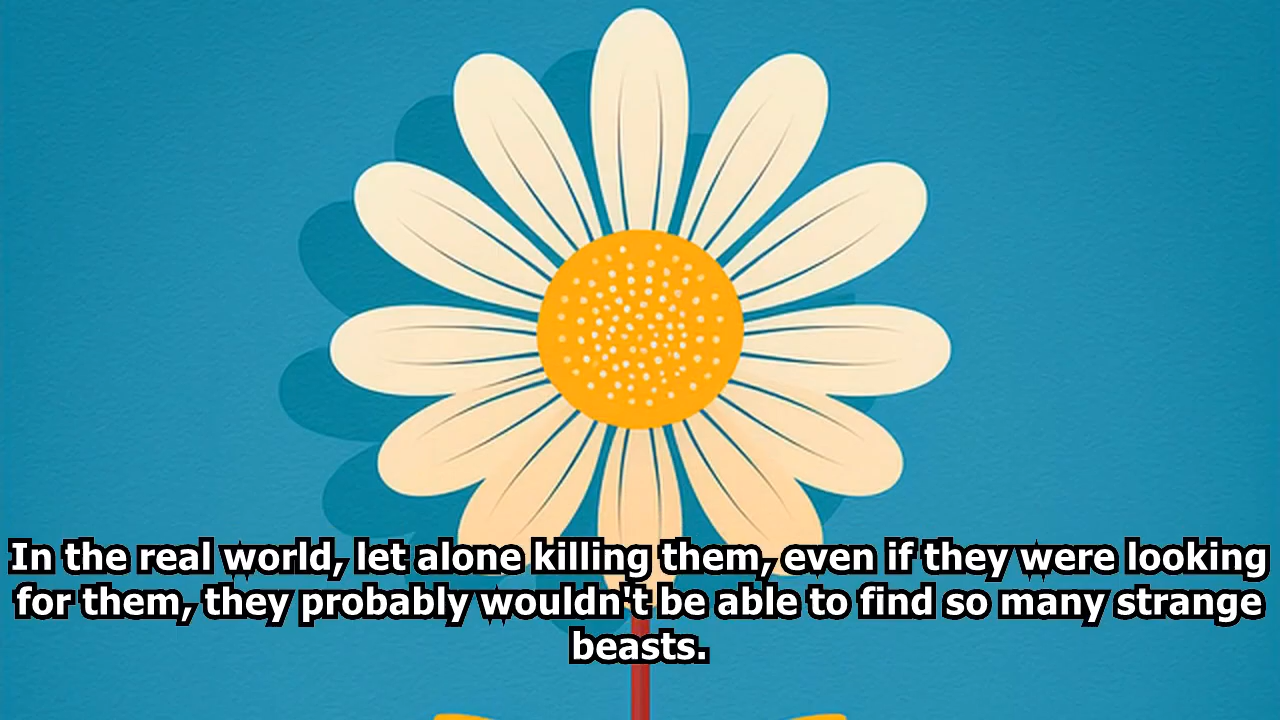 In the real world, let alone killing them, even if they were looking
for them, they probably wouldn't be able to find so many strange
beasts.